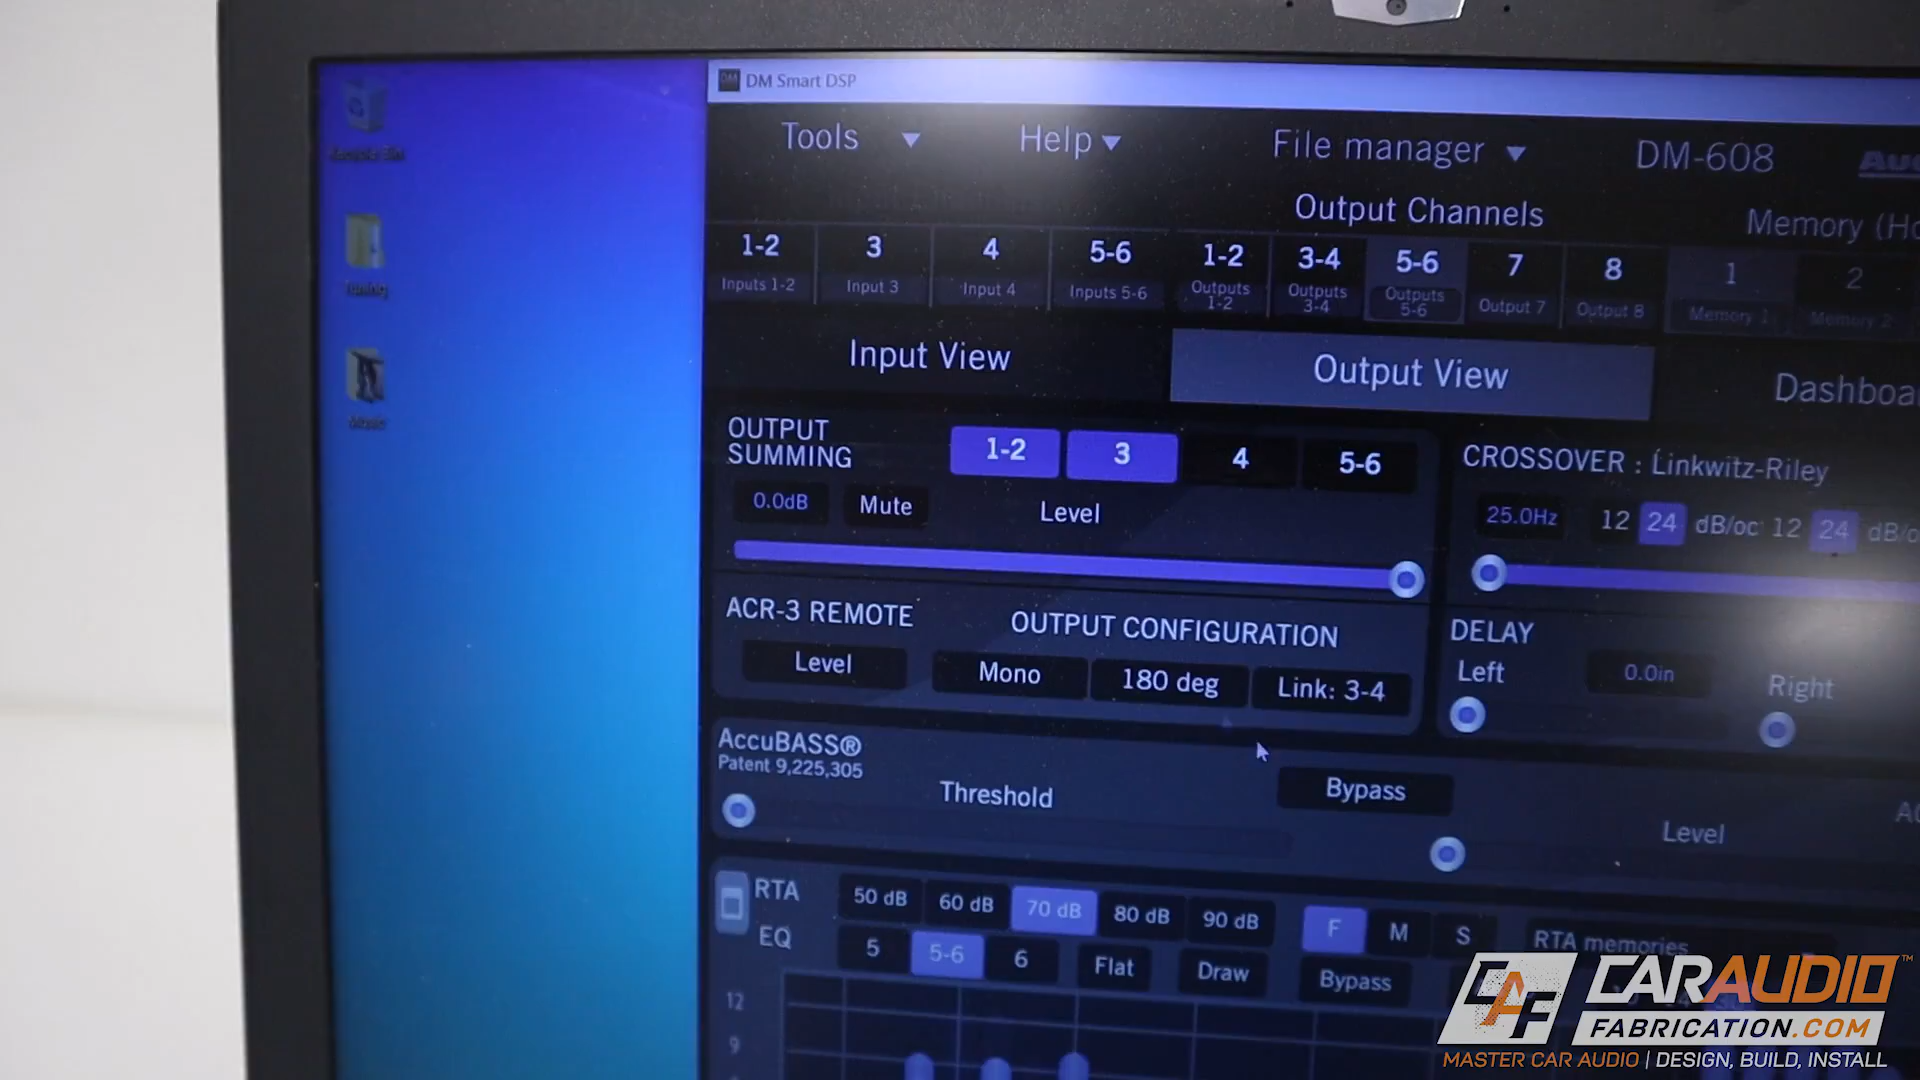 DM Smart DSP
Tools Help File manager DM-608
Output Channels
Memory
1-2 3 4 5-6 1-2 3-4 5-6 7 8 1 2
Inputs 1-2 Input 3 Input 4 Inputs 5-6 Outputs 1-2 Outputs 3-4 Outputs 5-6 Output 7 Output 8 Memory 1 Memory 2
Recycle Bin
Tuning
Music
Input View Output View
OUTPUT SUMMING 1-2 3 4 5-6
0.0dB Mute Level
CROSSOVER : Linkwitz-Riley
25.0Hz 12 24 dB/oc 12 24
ACR-3 REMOTE
Level
OUTPUT CONFIGURATION
Mono 180 deg Link: 3-4
DELAY
Left 0.0in Right
AccuBASS®
Patent 9,225,305
Threshold Bypass Level
RTA 50 dB 60 dB 70 dB 80 dB 90 dB F M S RTA memories
EQ 5 5-6 6 Flat Draw Bypass
12
9
CAF CARAUDIO™
FABRICATION.COM
MASTER CAR AUDIO | DESIGN, BUILD, INSTALL